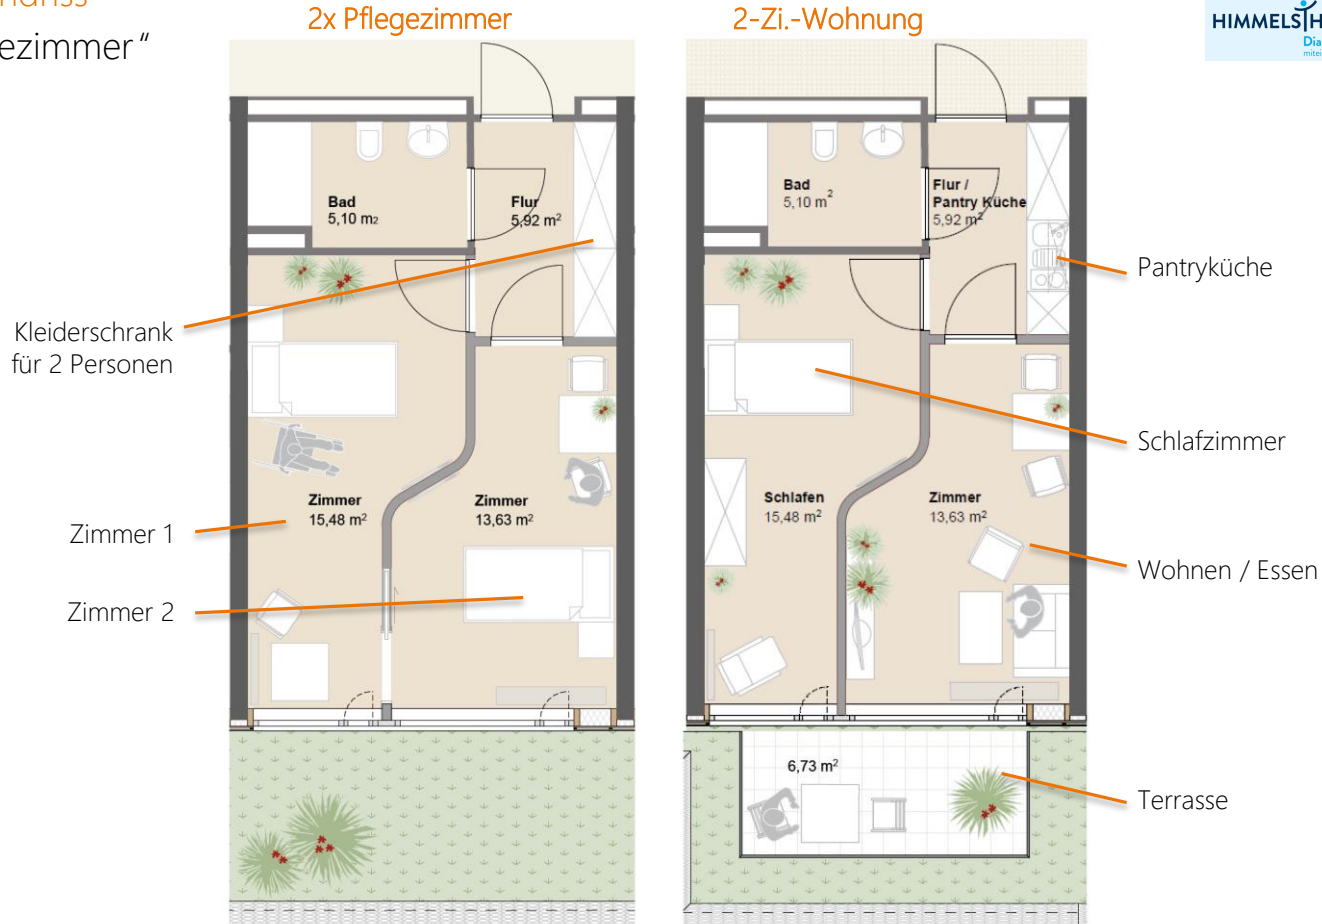 ezimmer“
2x Pflegezimmer
2-Zi.-Wohnung
HIMMELSTH
Dia
Bad
5,10 m2
Flur
5,92 m²
Kleiderschrank
für 2 Personen
Zimmer
15,48 m²
Zimmer
13,63 m²
Zimmer 1
Zimmer 2
Bad
5,10 m²
Flur /
Pantry Küche
5,92 m²
Pantryküche
Schlafzimmer
Schlafen
15,48 m²
Zimmer
13,63 m²
Wohnen / Essen
6,73 m²
Terrasse